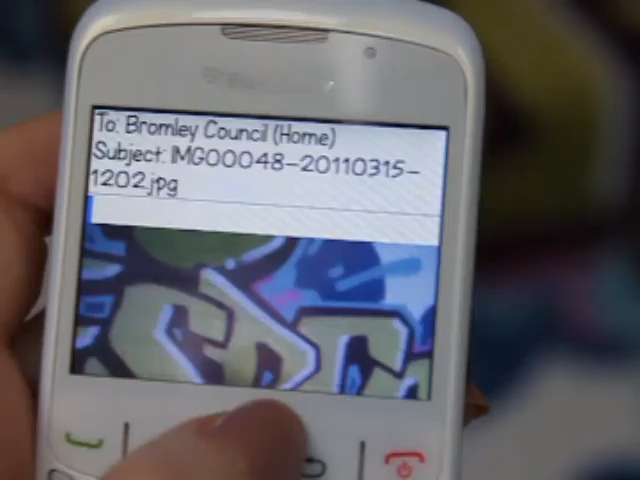 To: Bromley Council (Home)
Subject: IMG00048-20110315-
1202.jpg